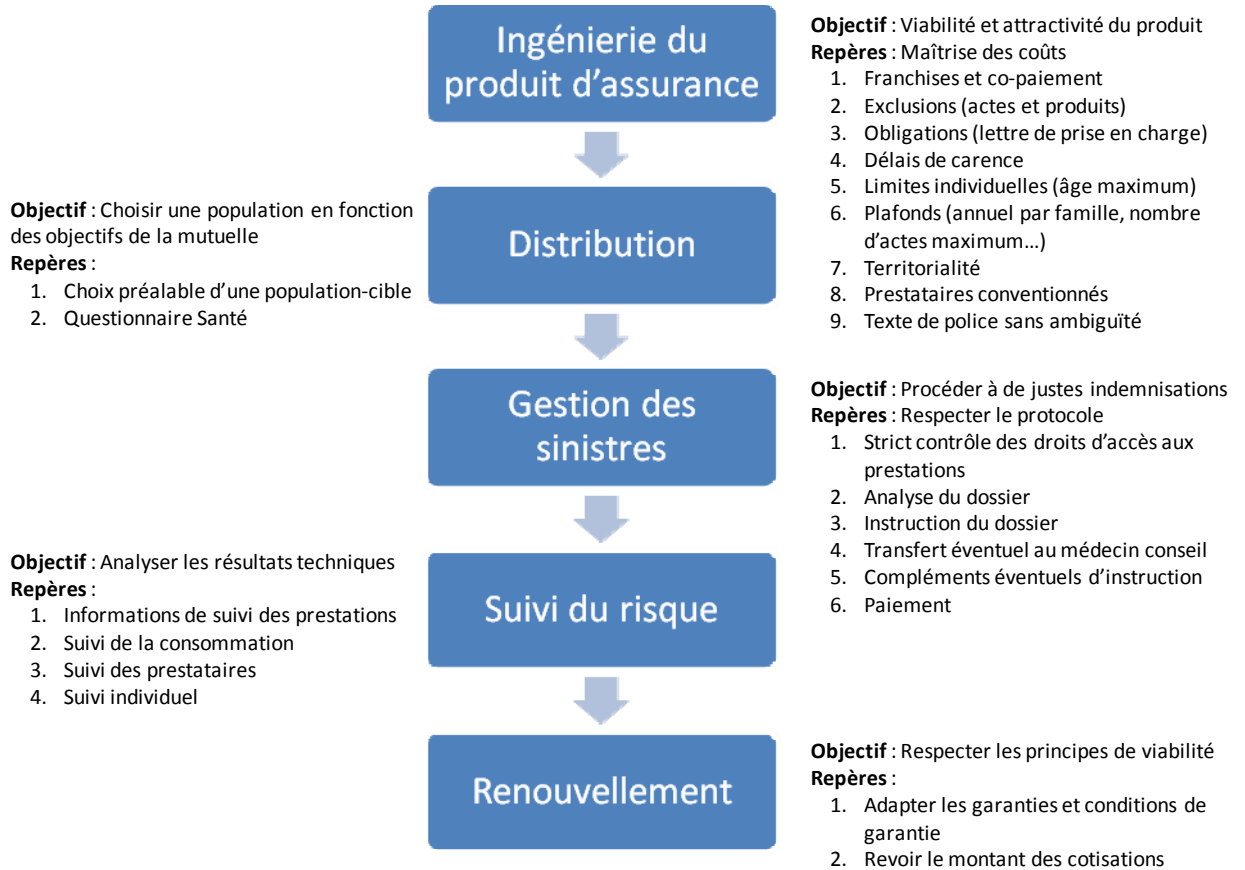 Ingénierie du
produit d'assurance
Objectif : Viabilité et attractivité du produit
Repères : Maîtrise des coûts
1. Franchises et co-paiement
2. Exclusions (actes et produits)
3. Obligations (lettre de prise en charge)
4. Délais de carence
5. Limites individuelles (âge maximum)
6. Plafonds (annuel par famille, nombre
d'actes maximum…)
7. Territorialité
8. Prestataires conventionnés
9. Texte de police sans ambiguïté
Objectif : Choisir une population en fonction
des objectifs de la mutuelle
Repères :
1. Choix préalable d'une population-cible
2. Questionnaire Santé
Distribution
Gestion des
sinistres
Objectif : Procéder à de justes indemnisations
Repères : Respecter le protocole
1. Strict contrôle des droits d'accès aux
prestations
2. Analyse du dossier
3. Instruction du dossier
4. Transfert éventuel au médecin conseil
5. Compléments éventuels d'instruction
6. Paiement
Objectif : Analyser les résultats techniques
Repères :
1. Informations de suivi des prestations
2. Suivi de la consommation
3. Suivi des prestataires
4. Suivi individuel
Suivi du risque
Renouvellement
Objectif : Respecter les principes de viabilité
Repères :
1. Adapter les garanties et conditions de
garantie
2. Revoir le montant des cotisations